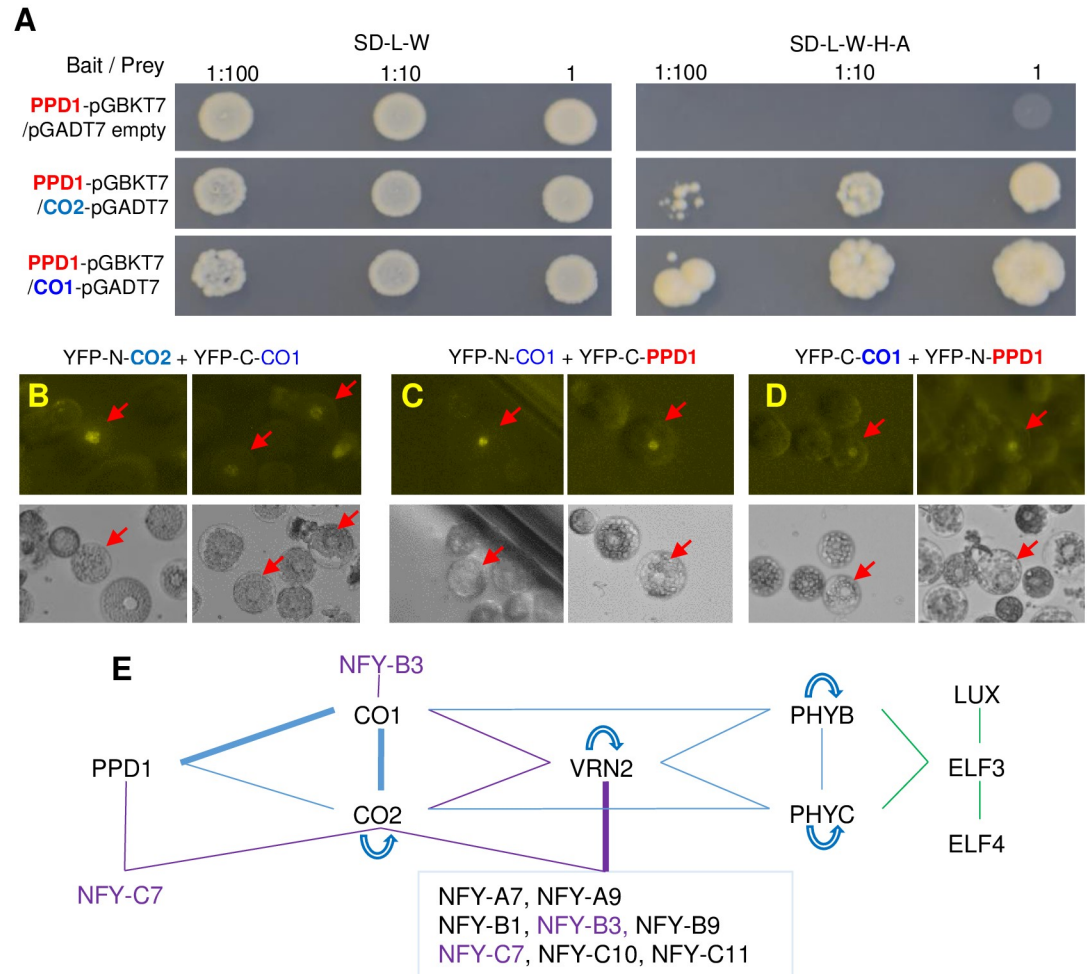 A
SD-L-W
SD-L-W-H-A
Bait / Prey
1:100 1:10 1
1:100 1:10 1
PPD1-pGBKT7
/pGADT7 empty
PPD1-pGBKT7
/CO2-pGADT7
PPD1-pGBKT7
/CO1-pGADT7
YFP-N-CO2 + YFP-C-CO1
YFP-N-CO1 + YFP-C-PPD1
YFP-C-CO1 + YFP-N-PPD1
B
C
D
E
NFY-B3
CO1
PPD1
CO2
NFY-C7
VRN2
PHYB
PHYC
LUX
ELF3
ELF4
NFY-A7, NFY-A9
NFY-B1, NFY-B3, NFY-B9
NFY-C7, NFY-C10, NFY-C11